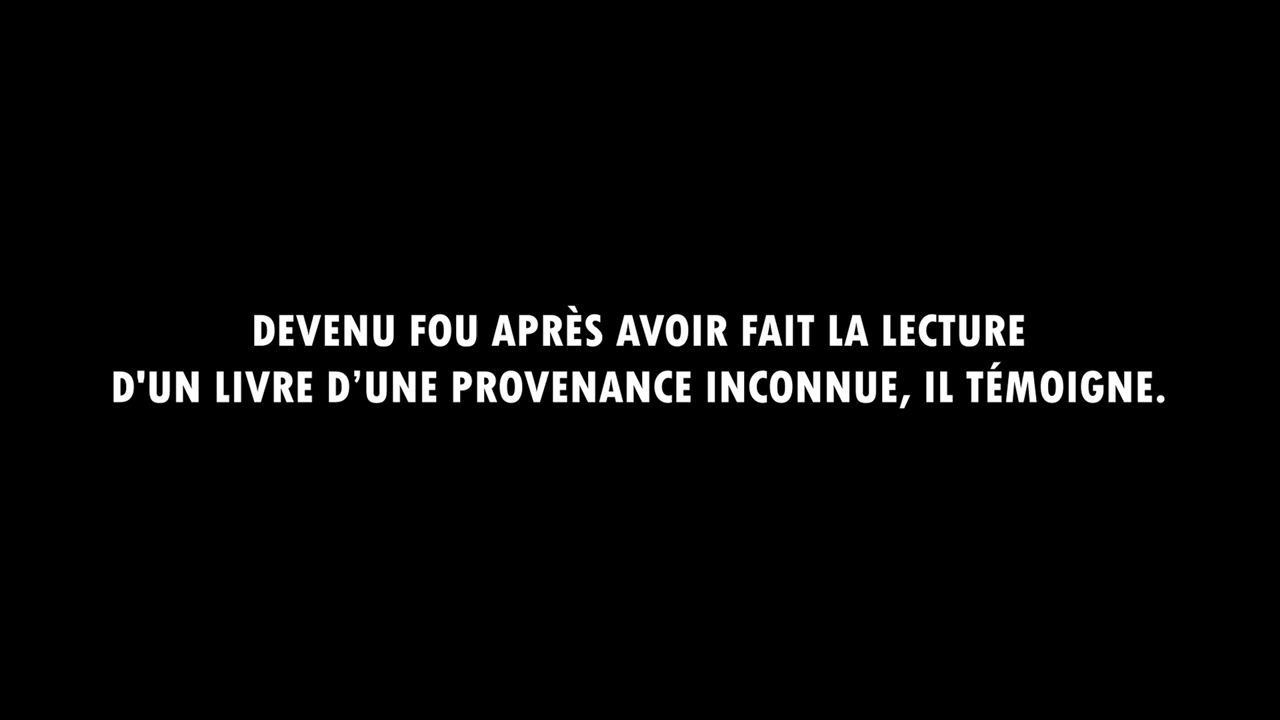 DEVENU FOU APRÈS AVOIR FAIT LA LECTURE
D'UN LIVRE D’UNE PROVENANCE INCONNUE, IL TÉMOIGNE.